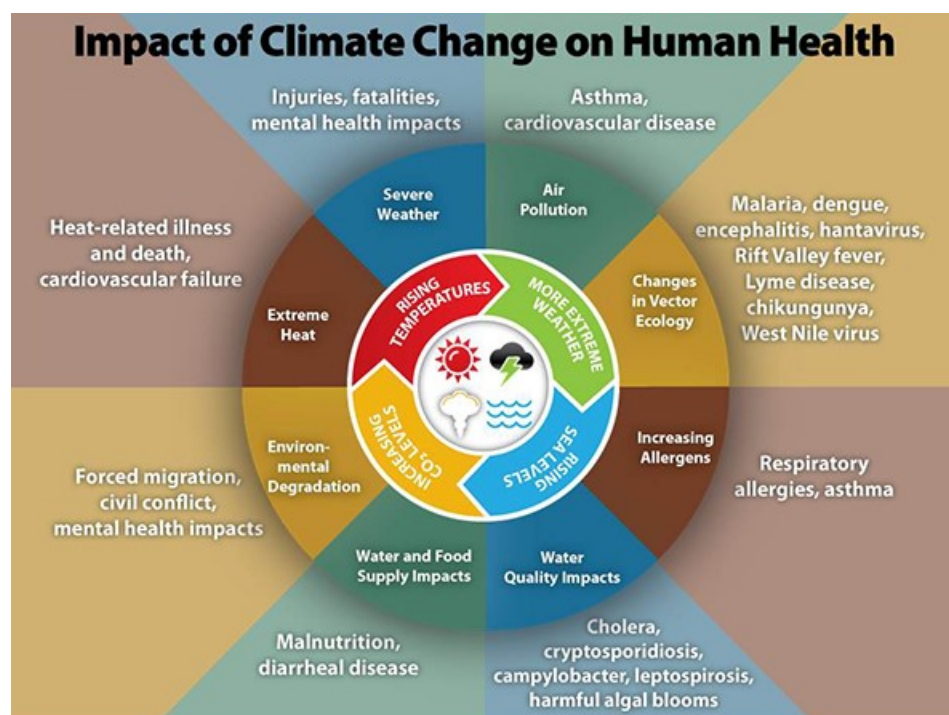 Impact of Climate Change on Human Health
Injuries, fatalities,
mental health impacts
Asthma,
cardiovascular disease
Severe
Weather
Air
Pollution
Heat-related illness
and death,
cardiovascular failure
Extreme
Heat
Changes
in Vector
Ecology
Malaria, dengue,
encephalitis, hantavirus,
Rift Valley fever,
Lyme disease,
chikungunya,
West Nile virus
RISING
TEMPERATURES
MORE EXTREME
WEATHER
INCREASING
CO₂ LEVELS
RISING
SEA LEVELS
Forced migration,
civil conflict,
mental health impacts
Environ-
mental
Degradation
Increasing
Allergens
Respiratory
allergies, asthma
Water and Food
Supply Impacts
Water
Quality Impacts
Malnutrition,
diarrheal disease
Cholera,
cryptosporidiosis,
campylobacter, leptospirosis,
harmful algal blooms